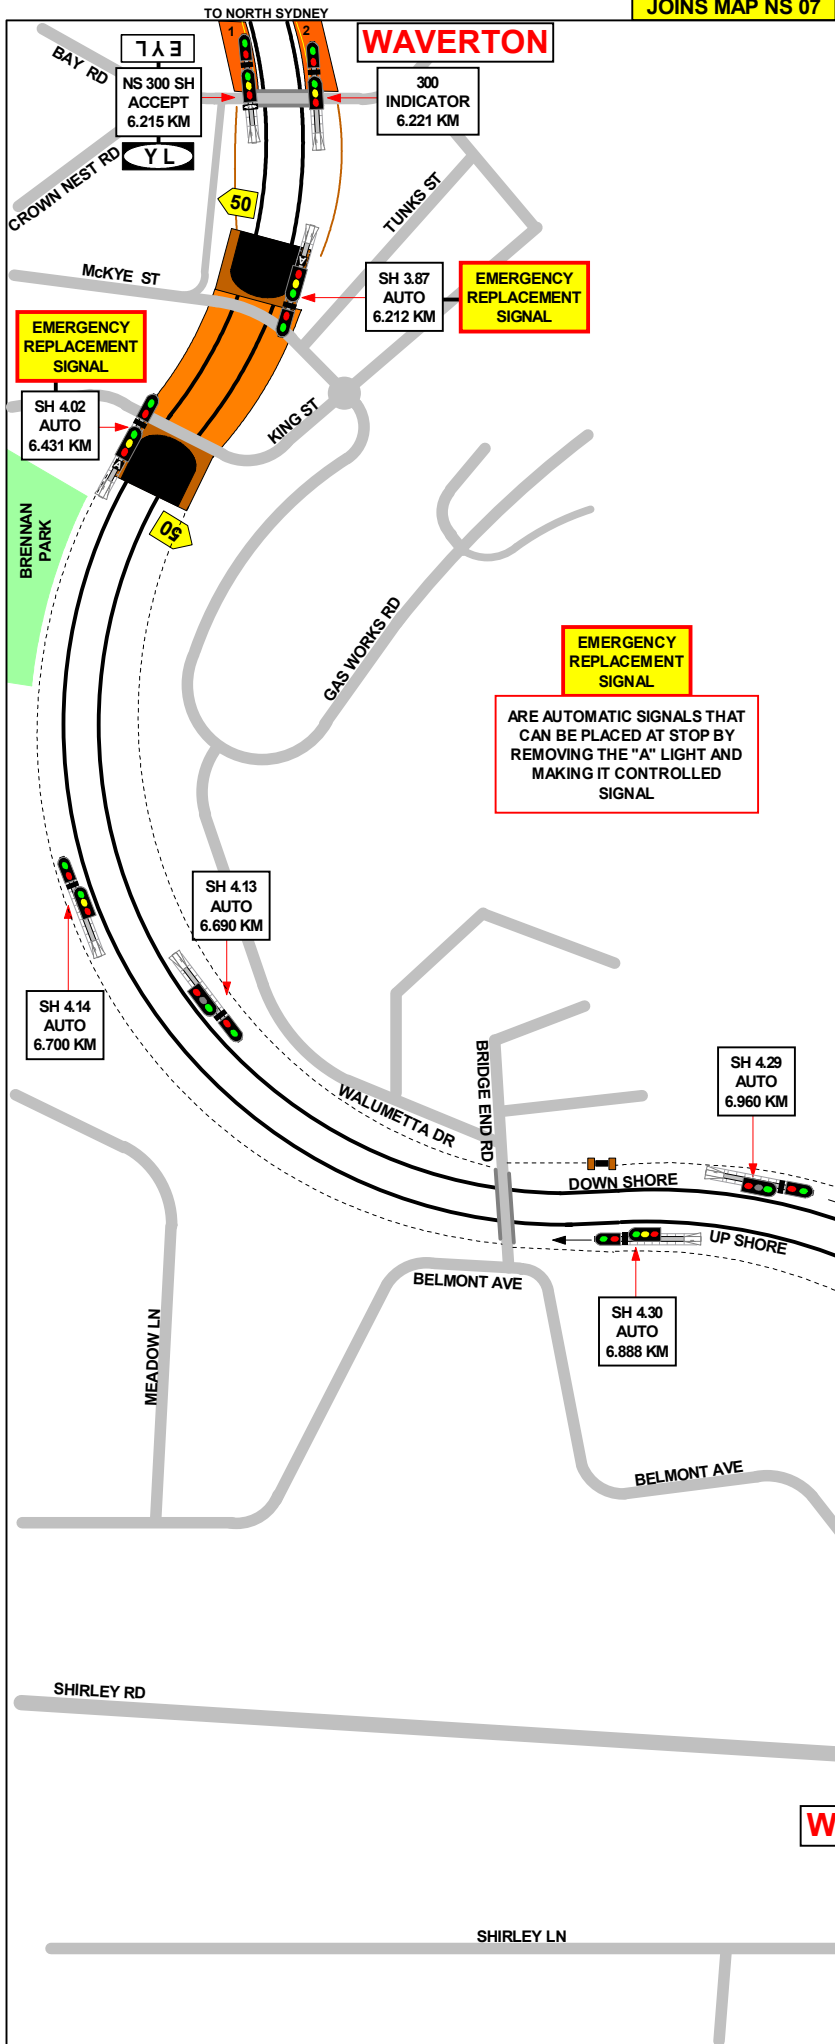 JOINS MAP NS 07
TO NORTH SYDNEY
1
2
WAVERTON
EYL
BAY RD
NS 300 SH
ACCEPT
6.215 KM
300
INDICATOR
6.221 KM
YL
CROWN NEST RD
50
TUNKS ST
McKYE ST
SH 3.87
AUTO
6.212 KM
EMERGENCY
REPLACEMENT
SIGNAL
A
EMERGENCY
REPLACEMENT
SIGNAL
SH 4.02
AUTO
6.431 KM
KING ST
A
50
BRENNAN
PARK
GAS WORKS RD
EMERGENCY
REPLACEMENT
SIGNAL
ARE AUTOMATIC SIGNALS THAT
CAN BE PLACED AT STOP BY
REMOVING THE "A" LIGHT AND
MAKING IT CONTROLLED
SIGNAL
SH 4.13
AUTO
6.690 KM
SH 4.14
AUTO
6.700 KM
WALUMETTA DR
BRIDGE END RD
SH 4.29
AUTO
6.960 KM
DOWN SHORE
UP SHORE
BELMONT AVE
SH 4.30
AUTO
6.888 KM
MEADOW LN
BELMONT AVE
SHIRLEY RD
W
SHIRLEY LN